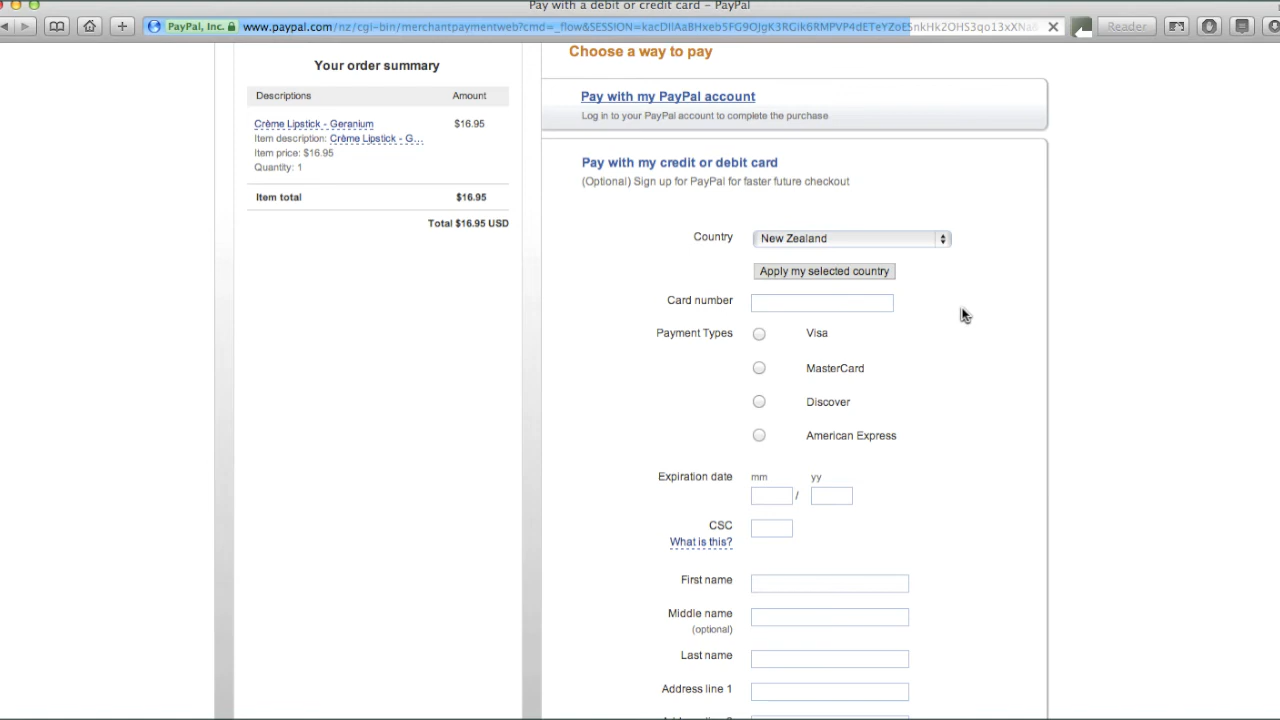 Pay with a debit or credit card – PayPal
PayPal, Inc. www.paypal.com/nz/cgi-bin/merchantpaymentweb?cmd=_flow&SESSION=
Reader
Choose a way to pay
Your order summary
Pay with my PayPal account
Descriptions Amount
Log in to your PayPal account to complete the purchase
Crème Lipstick - Geranium $16.95
Item description: Crème Lipstick - G...
Item price: $16.95
Quantity: 1
Pay with my credit or debit card
(Optional) Sign up for PayPal for faster future checkout
Item total $16.95
Total $16.95 USD
Country New Zealand
Apply my selected country
Card number
Payment Types Visa
MasterCard
Discover
American Express
Expiration date mm yy
/
CSC
What is this?
First name
Middle name
(optional)
Last name
Address line 1